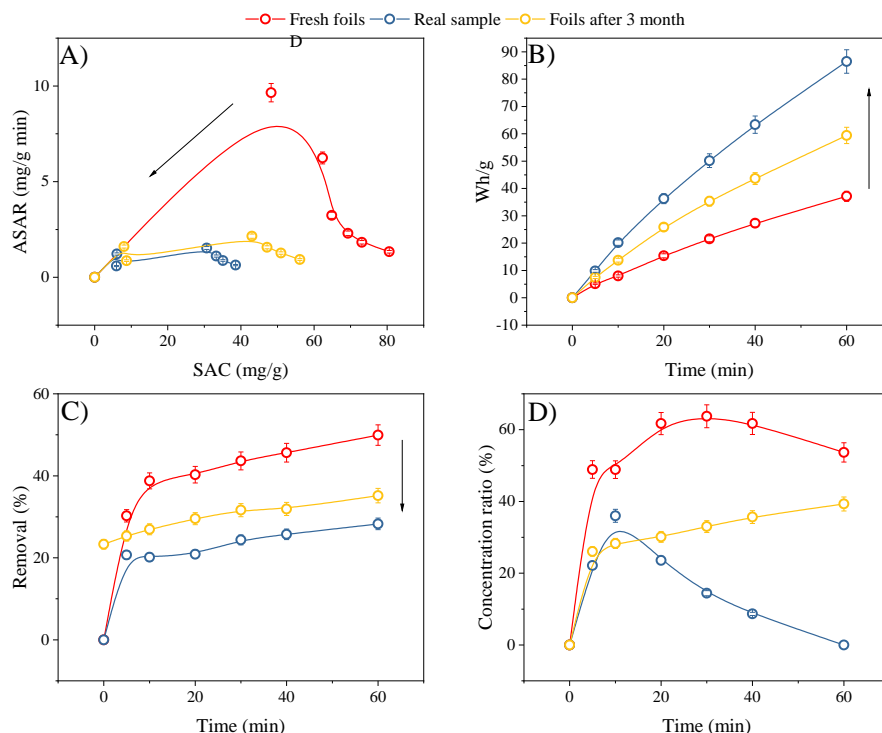 Fresh foils Real sample Foils after 3 month
D
A)
10
5
0
ASAR (mg/g min)
0 20 40 60 80
SAC (mg/g)
B)
90
80
70
60
50
40
30
20
10
0
-10
Wh/g
0 20 40 60
Time (min)
C)
60
40
20
0
Removal (%)
0 20 40 60
Time (min)
D)
60
40
20
0
Concentration ratio (%)
0 20 40 60
Time (min)